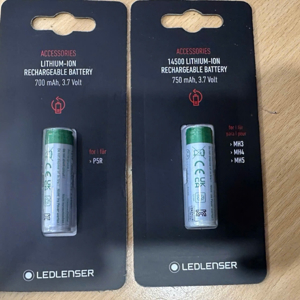 ACCESSORIES
LITHIUM-ION
RECHARGEABLE BATTERY
700 mAh, 3.7 Volt
P5R
LEDLENSER
ACCESSORIES
14500 LITHIUM-ION
RECHARGEABLE BATTERY
750 mAh, 3.7 Volt
MH3
MH4
MH5
LEDLENSER